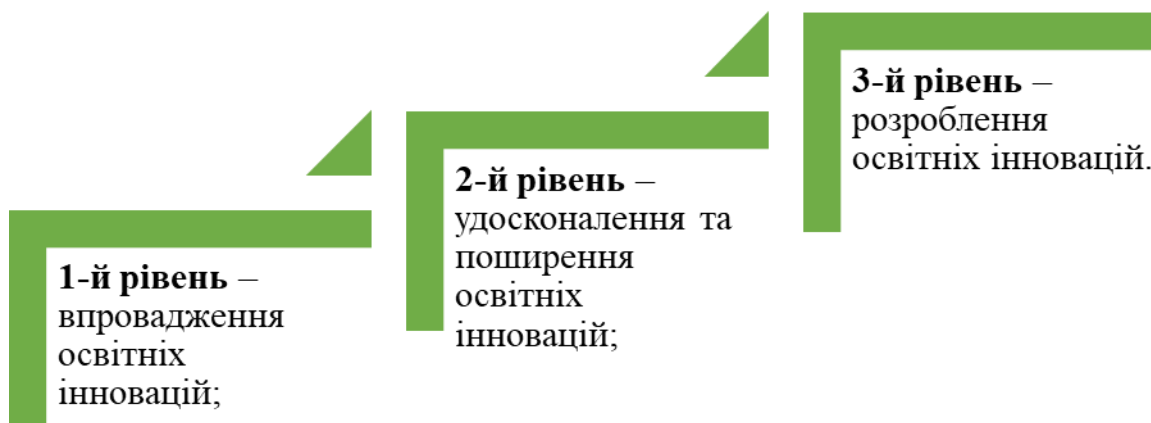 1-й рівень –
впровадження
освітніх
інновацій;
2-й рівень –
удосконалення та
поширення
освітніх
інновацій;
3-й рівень –
розроблення
освітніх інновацій.